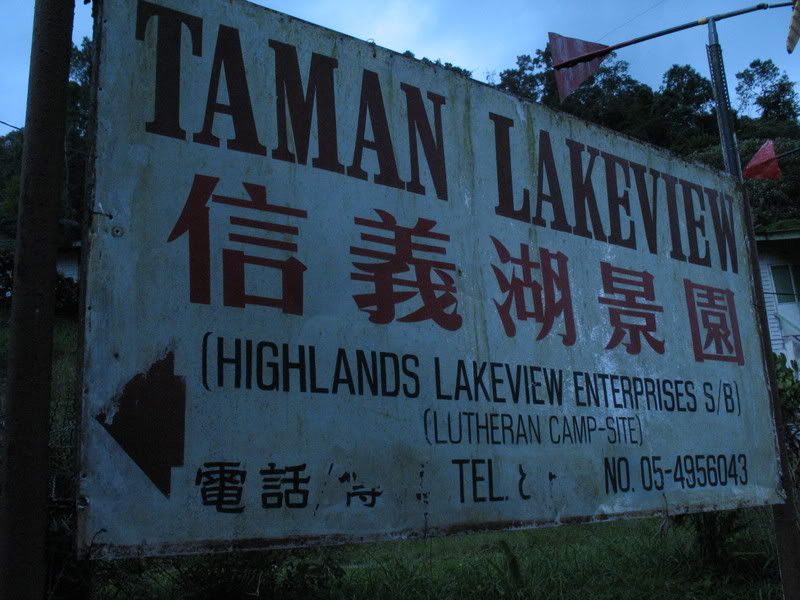 TAMAN LAKEVIEW
信義湖景園
(HIGHLANDS LAKEVIEW ENTERPRISES S/B)
(LUTHERAN CAMP-SITE)
電話 TEL. NO. 05-4956043